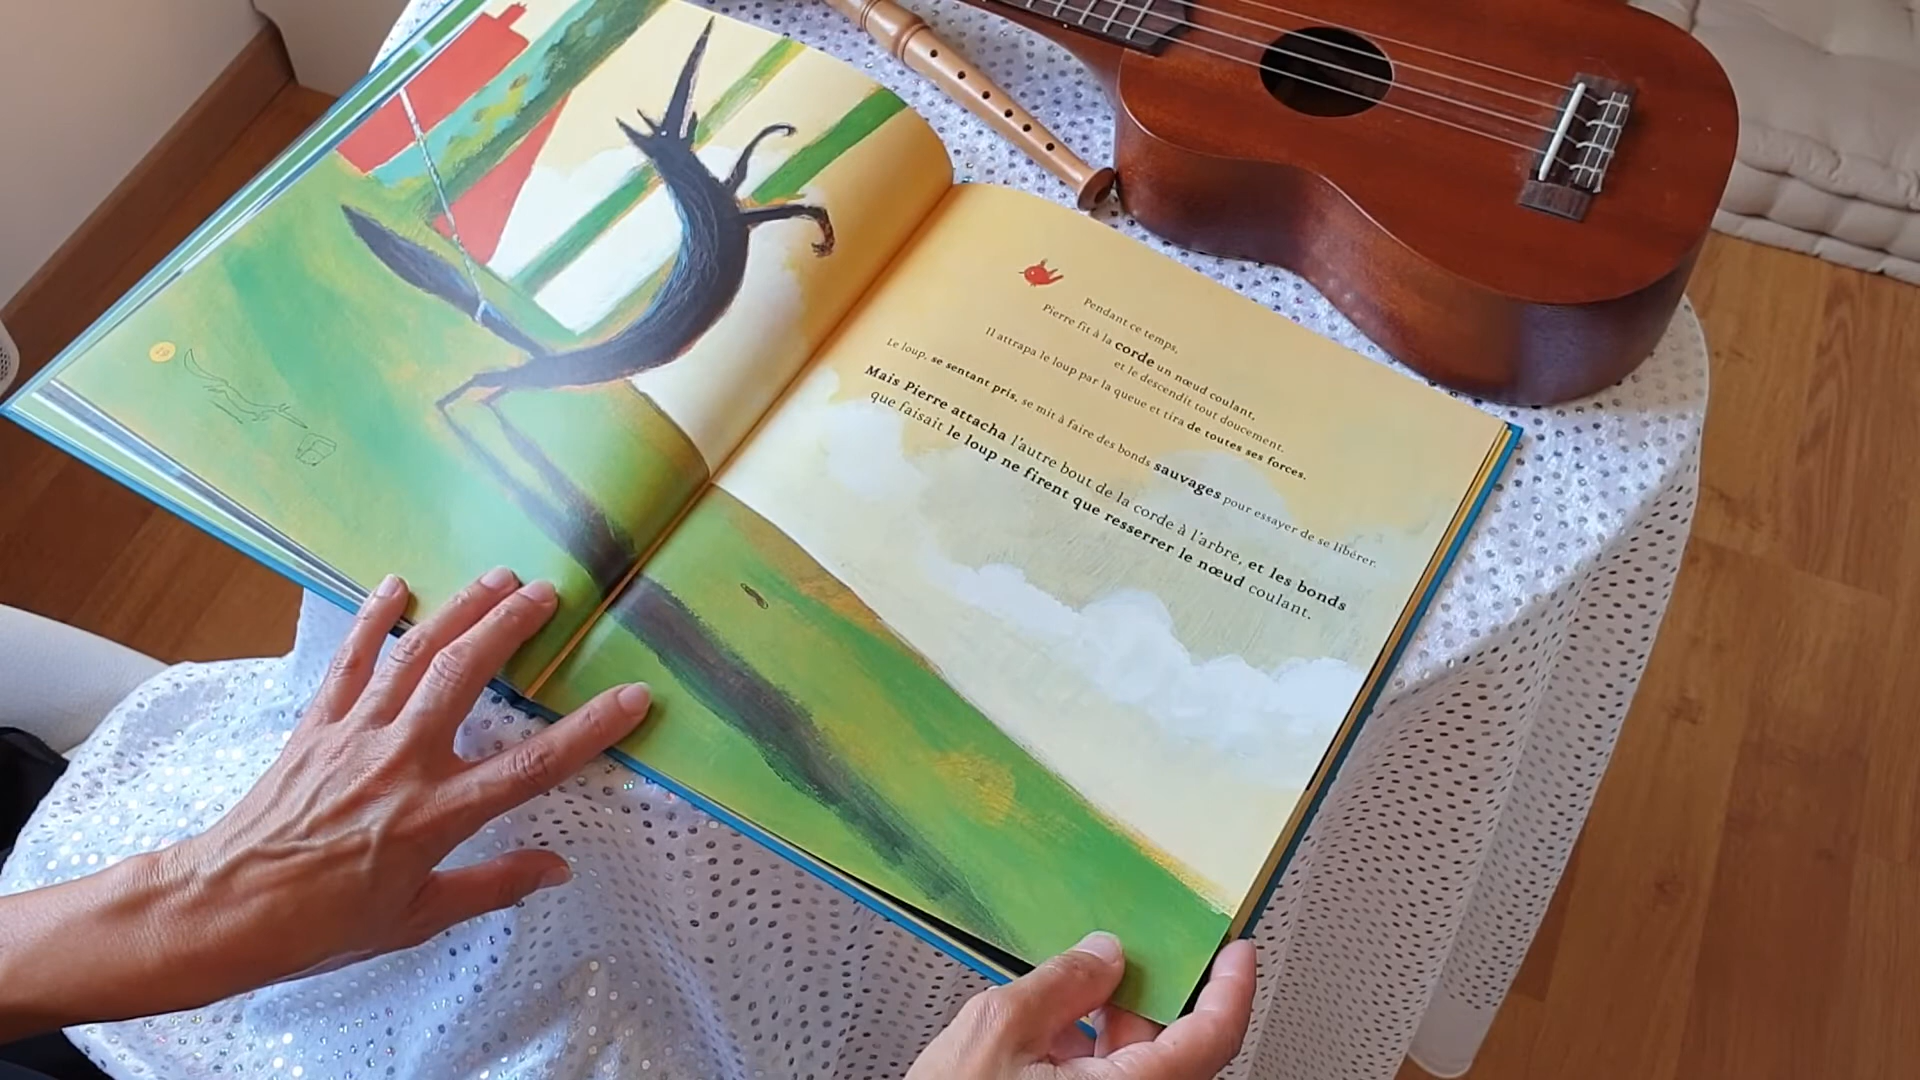 Pendant ce temps,
Pierre fit à la corde un nœud coulant,
et le descendit tout doucement.
Il attrapa le loup par la queue et tira de toutes ses forces.
Le loup, se sentant pris, se mit à faire des bonds sauvages pour essayer de se libérer.
Mais Pierre attacha l'autre bout de la corde à l'arbre, et les bonds
que faisait le loup ne firent que resserrer le nœud coulant.